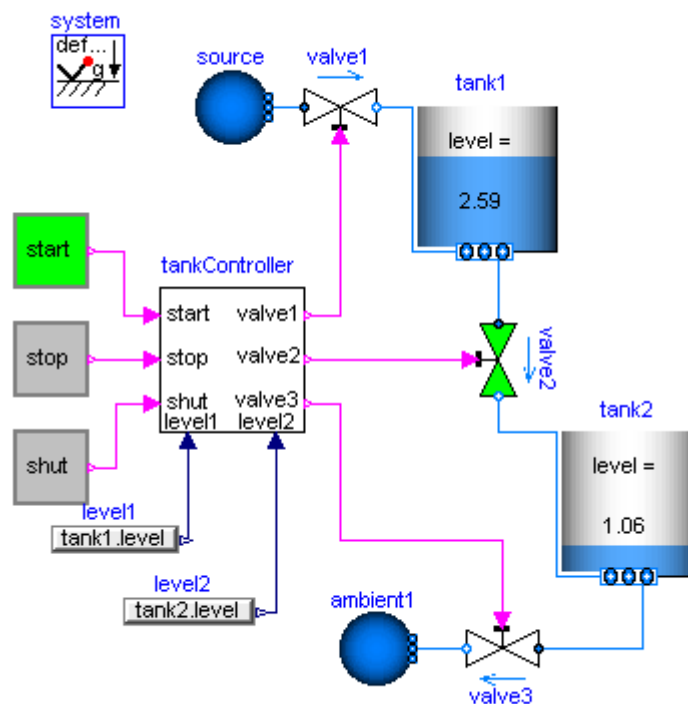 system
def...
g
source
valve1
tank1
level =
2.59
start
tankController
start valve1
stop
stop valve2
valve2
shut valve3
level1 level2
shut
tank2
level =
1.06
level1
tank1.level
level2
tank2.level
ambient1
valve3